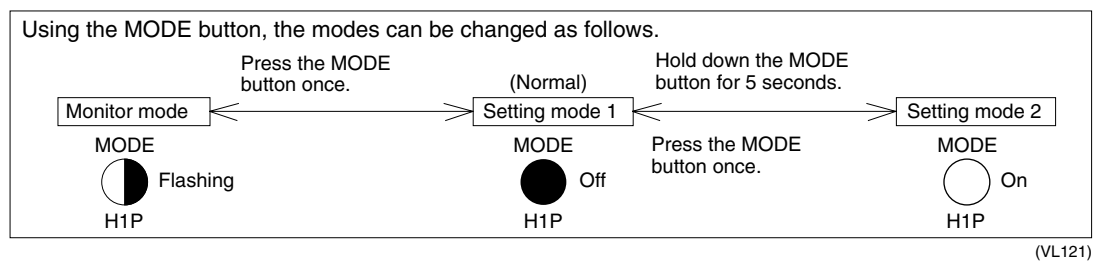 Using the MODE button, the modes can be changed as follows.
Press the MODE
button once.
(Normal)
Hold down the MODE
button for 5 seconds.
Monitor mode
Setting mode 1
Setting mode 2
Press the MODE
button once.
MODE
Flashing
H1P
MODE
Off
H1P
MODE
On
H1P
(VL121)